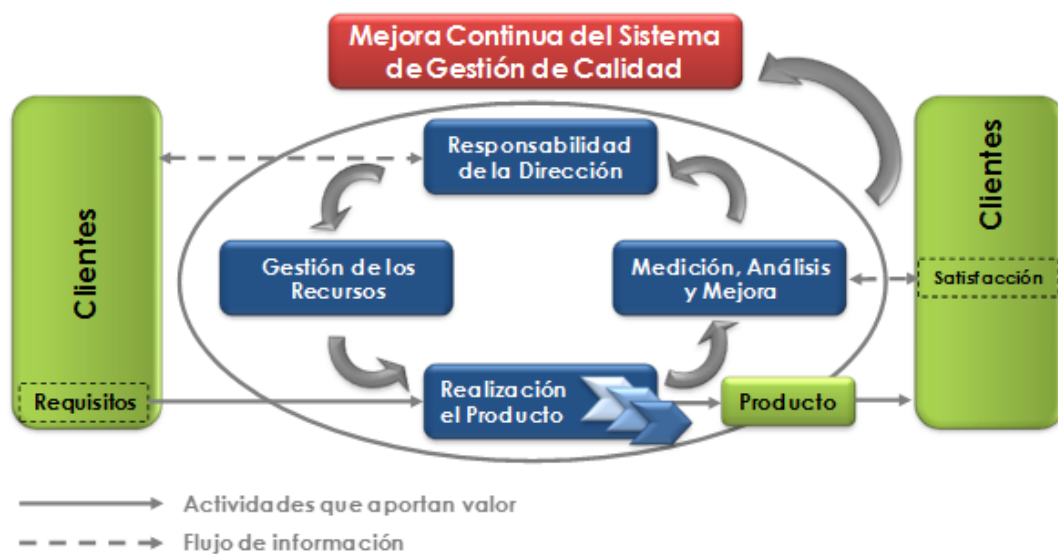 Mejora Continua del Sistema
de Gestión de Calidad
Clientes
Responsabilidad
de la Dirección
Clientes
Gestión de los
Recursos
Medición, Análisis
y Mejora
Satisfacción
Requisitos
Realización
el Producto
Producto
Actividades que aportan valor
Flujo de información